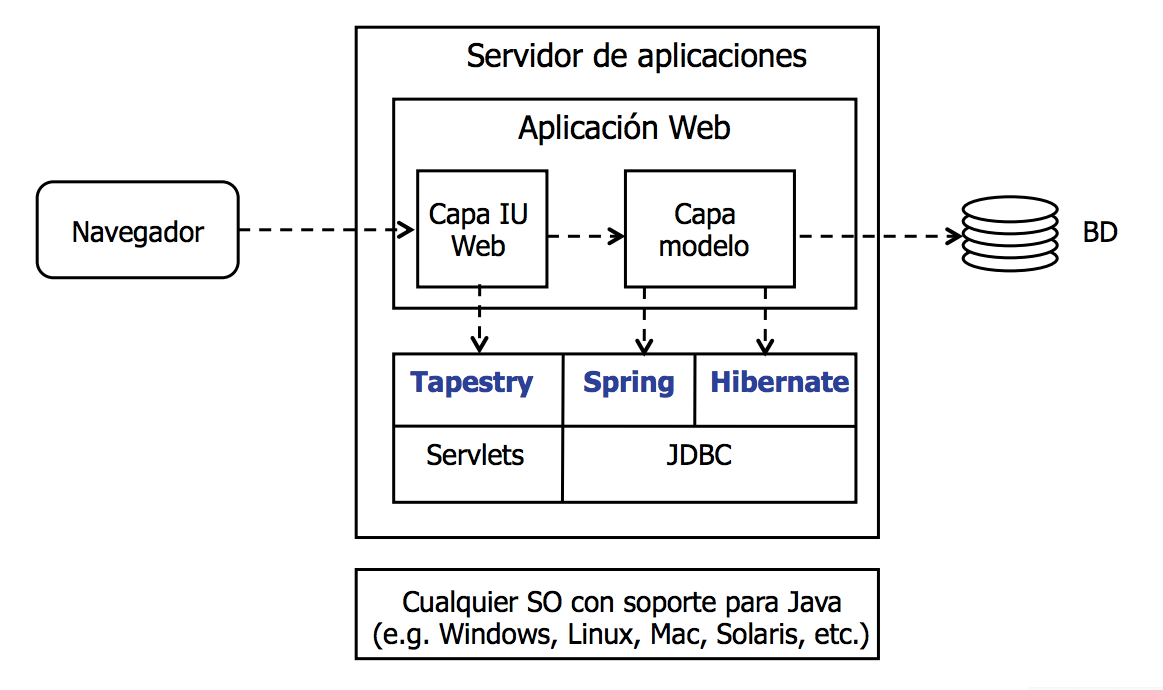 Servidor de aplicaciones
Aplicación Web
Navegador
Capa IU
Web
Capa
modelo
BD
Tapestry
Spring
Hibernate
Servlets
JDBC
Cualquier SO con soporte para Java
(e.g. Windows, Linux, Mac, Solaris, etc.)